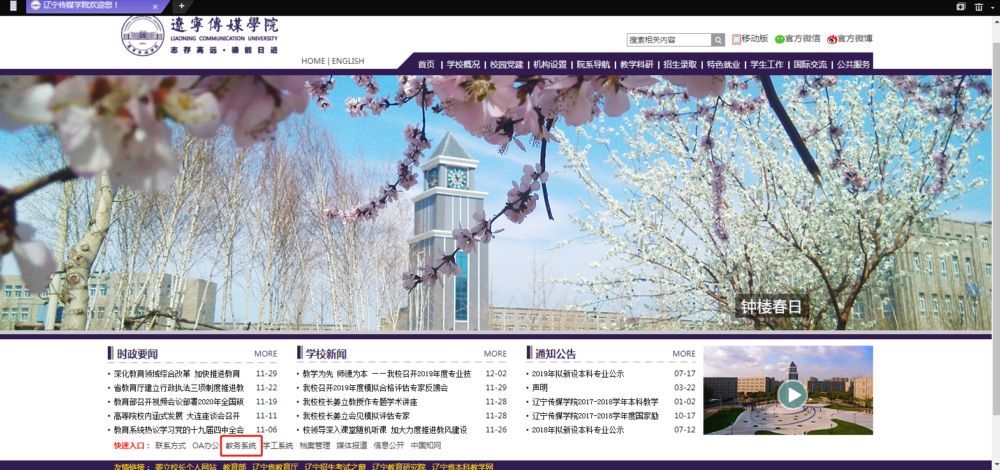 辽宁传媒学院欢迎您！
遼寧傳媒學院
LIAONING COMMUNICATION UNIVERSITY
志存高远·德能日进
HOME | ENGLISH
搜索相关内容
移动版 官方微信 官方微博
首页 | 学校概况 | 校园党建 | 机构设置 | 院系导航 | 教学科研 | 招生录取 | 特色就业 | 学生工作 | 国际交流 | 公共服务
钟楼春日
时政要闻 MORE
深化教育领域综合改革 加快推进教育 11-29
省教育厅建立行政执法三项制度推进教 11-22
教育部召开视频会议部署2020年全国硕 11-19
高等院校内涵式发展 大连座谈会召开 11-11
教育系统热议学习党的十九届四中全会 11-06
学校新闻 MORE
教学为先 师德为本 －－我校召开2019年度专业技 12-02
我校召开2019年度模拟合格评估专家反馈会 11-29
我校校长姜立教授作专题学术讲座 11-28
我校校长姜立会见模拟评估专家 11-28
校领导深入课堂随机听课 加大力度推进教风建设 11-26
通知公告 MORE
2019年拟新设本科专业公示 07-17
声明 03-22
辽宁传媒学院2017-2018学年本科教学 01-02
辽宁传媒学院2017-2018学年度国家励 10-17
2018年拟新设本科专业公示 07-12
快速入口： 联系方式 OA办公 教务系统 学工系统 档案管理 媒体报道 信息公开 中国知网
友情链接： 姜立校长个人网站 教育部 辽宁省教育厅 辽宁招生考试之窗 辽宁教育研究院 辽宁省本科教学网